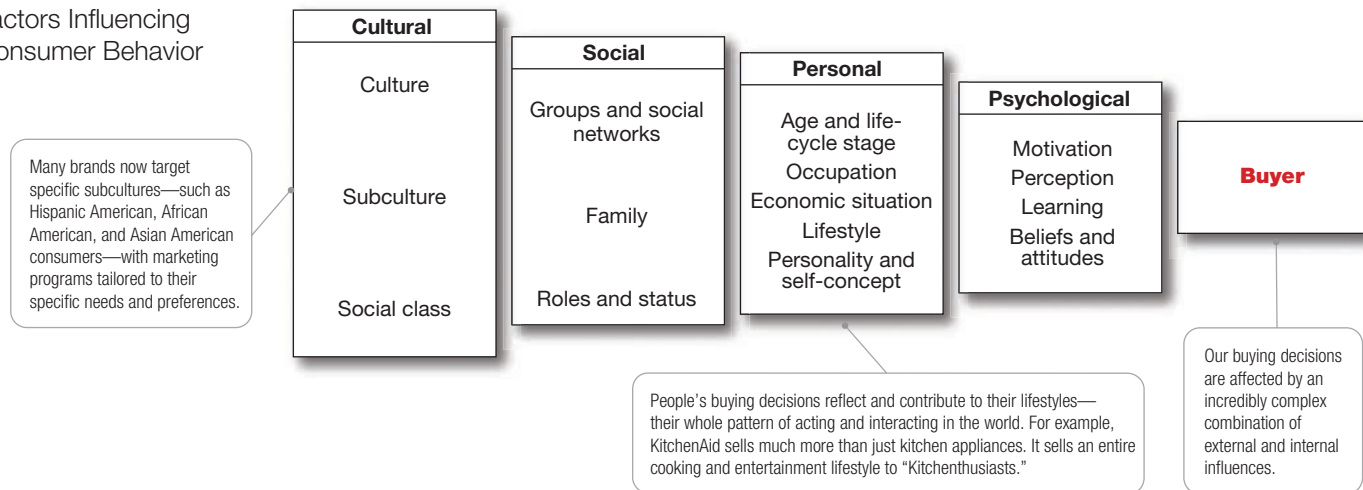 actors Influencing
onsumer Behavior
Cultural
Culture
Subculture
Social class
Many brands now target
specific subcultures—such as
Hispanic American, African
American, and Asian American
consumers—with marketing
programs tailored to their
specific needs and preferences.
Social
Groups and social
networks
Family
Roles and status
Personal
Age and life-
cycle stage
Occupation
Economic situation
Lifestyle
Personality and
self-concept
People’s buying decisions reflect and contribute to their lifestyles—
their whole pattern of acting and interacting in the world. For example,
KitchenAid sells much more than just kitchen appliances. It sells an entire
cooking and entertainment lifestyle to “Kitchenthusiasts.”
Psychological
Motivation
Perception
Learning
Beliefs and
attitudes
Buyer
Our buying decisions
are affected by an
incredibly complex
combination of
external and internal
influences.